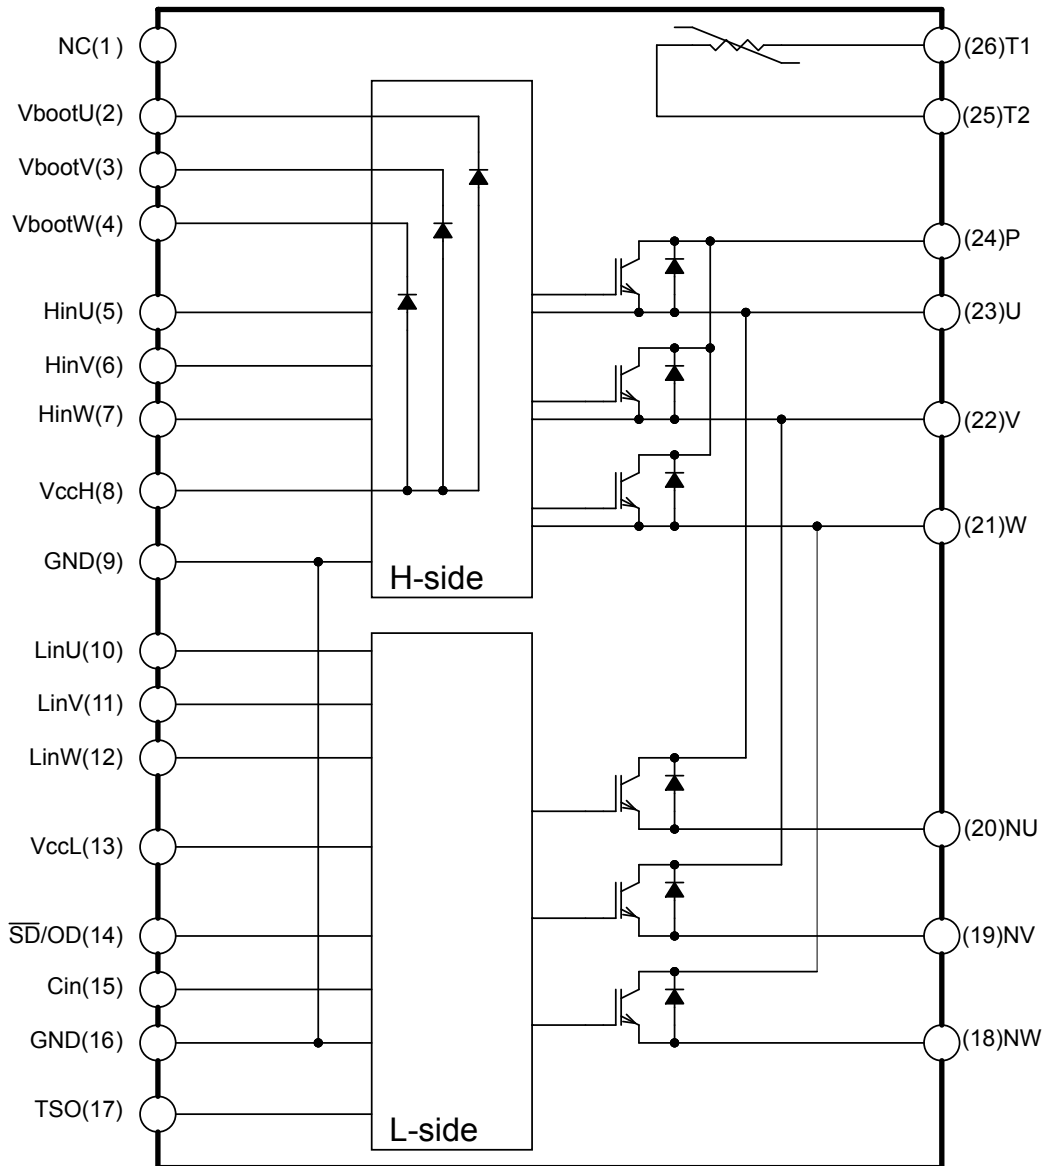 NC(1)
VbootU(2)
VbootV(3)
VbootW(4)
HinU(5)
HinV(6)
HinW(7)
VccH(8)
GND(9)
H-side
LinU(10)
LinV(11)
LinW(12)
VccL(13)
S̅D̅/OD(14)
Cin(15)
GND(16)
TSO(17)
L-side
(26)T1
(25)T2
(24)P
(23)U
(22)V
(21)W
(20)NU
(19)NV
(18)NW